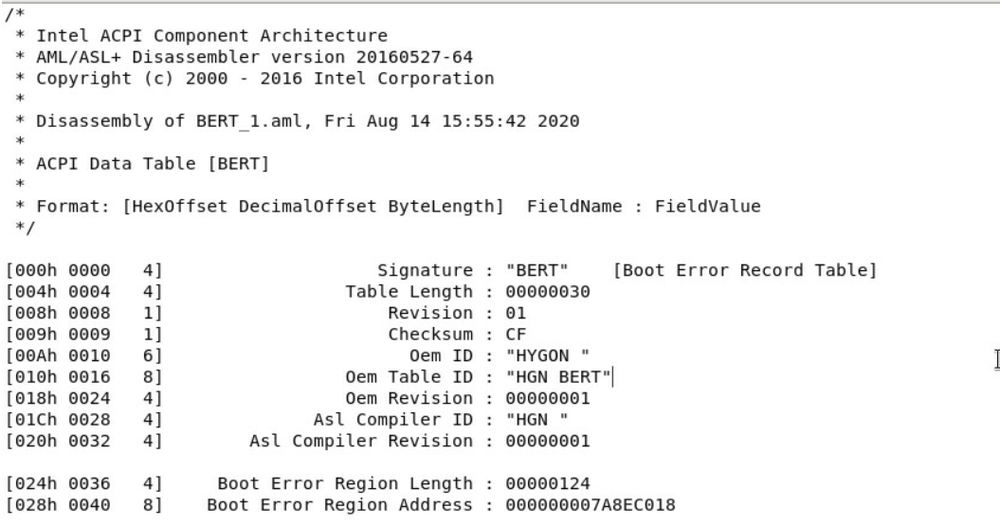 /*
 * Intel ACPI Component Architecture
 * AML/ASL+ Disassembler version 20160527-64
 * Copyright (c) 2000 - 2016 Intel Corporation
 *
 * Disassembly of BERT_1.aml, Fri Aug 14 15:55:42 2020
 *
 * ACPI Data Table [BERT]
 *
 * Format: [HexOffset DecimalOffset ByteLength]  FieldName : FieldValue
 */

[000h 0000   4]                    Signature : "BERT"    [Boot Error Record Table]
[004h 0004   4]                 Table Length : 00000030
[008h 0008   1]                     Revision : 01
[009h 0009   1]                     Checksum : CF
[00Ah 0010   6]                       Oem ID : "HYGON "
[010h 0016   8]                 Oem Table ID : "HGN BERT"
[018h 0024   4]                 Oem Revision : 00000001
[01Ch 0028   4]              Asl Compiler ID : "HGN "
[020h 0032   4]        Asl Compiler Revision : 00000001

[024h 0036   4]     Boot Error Region Length : 00000124
[028h 0040   8]    Boot Error Region Address : 000000007A8EC018